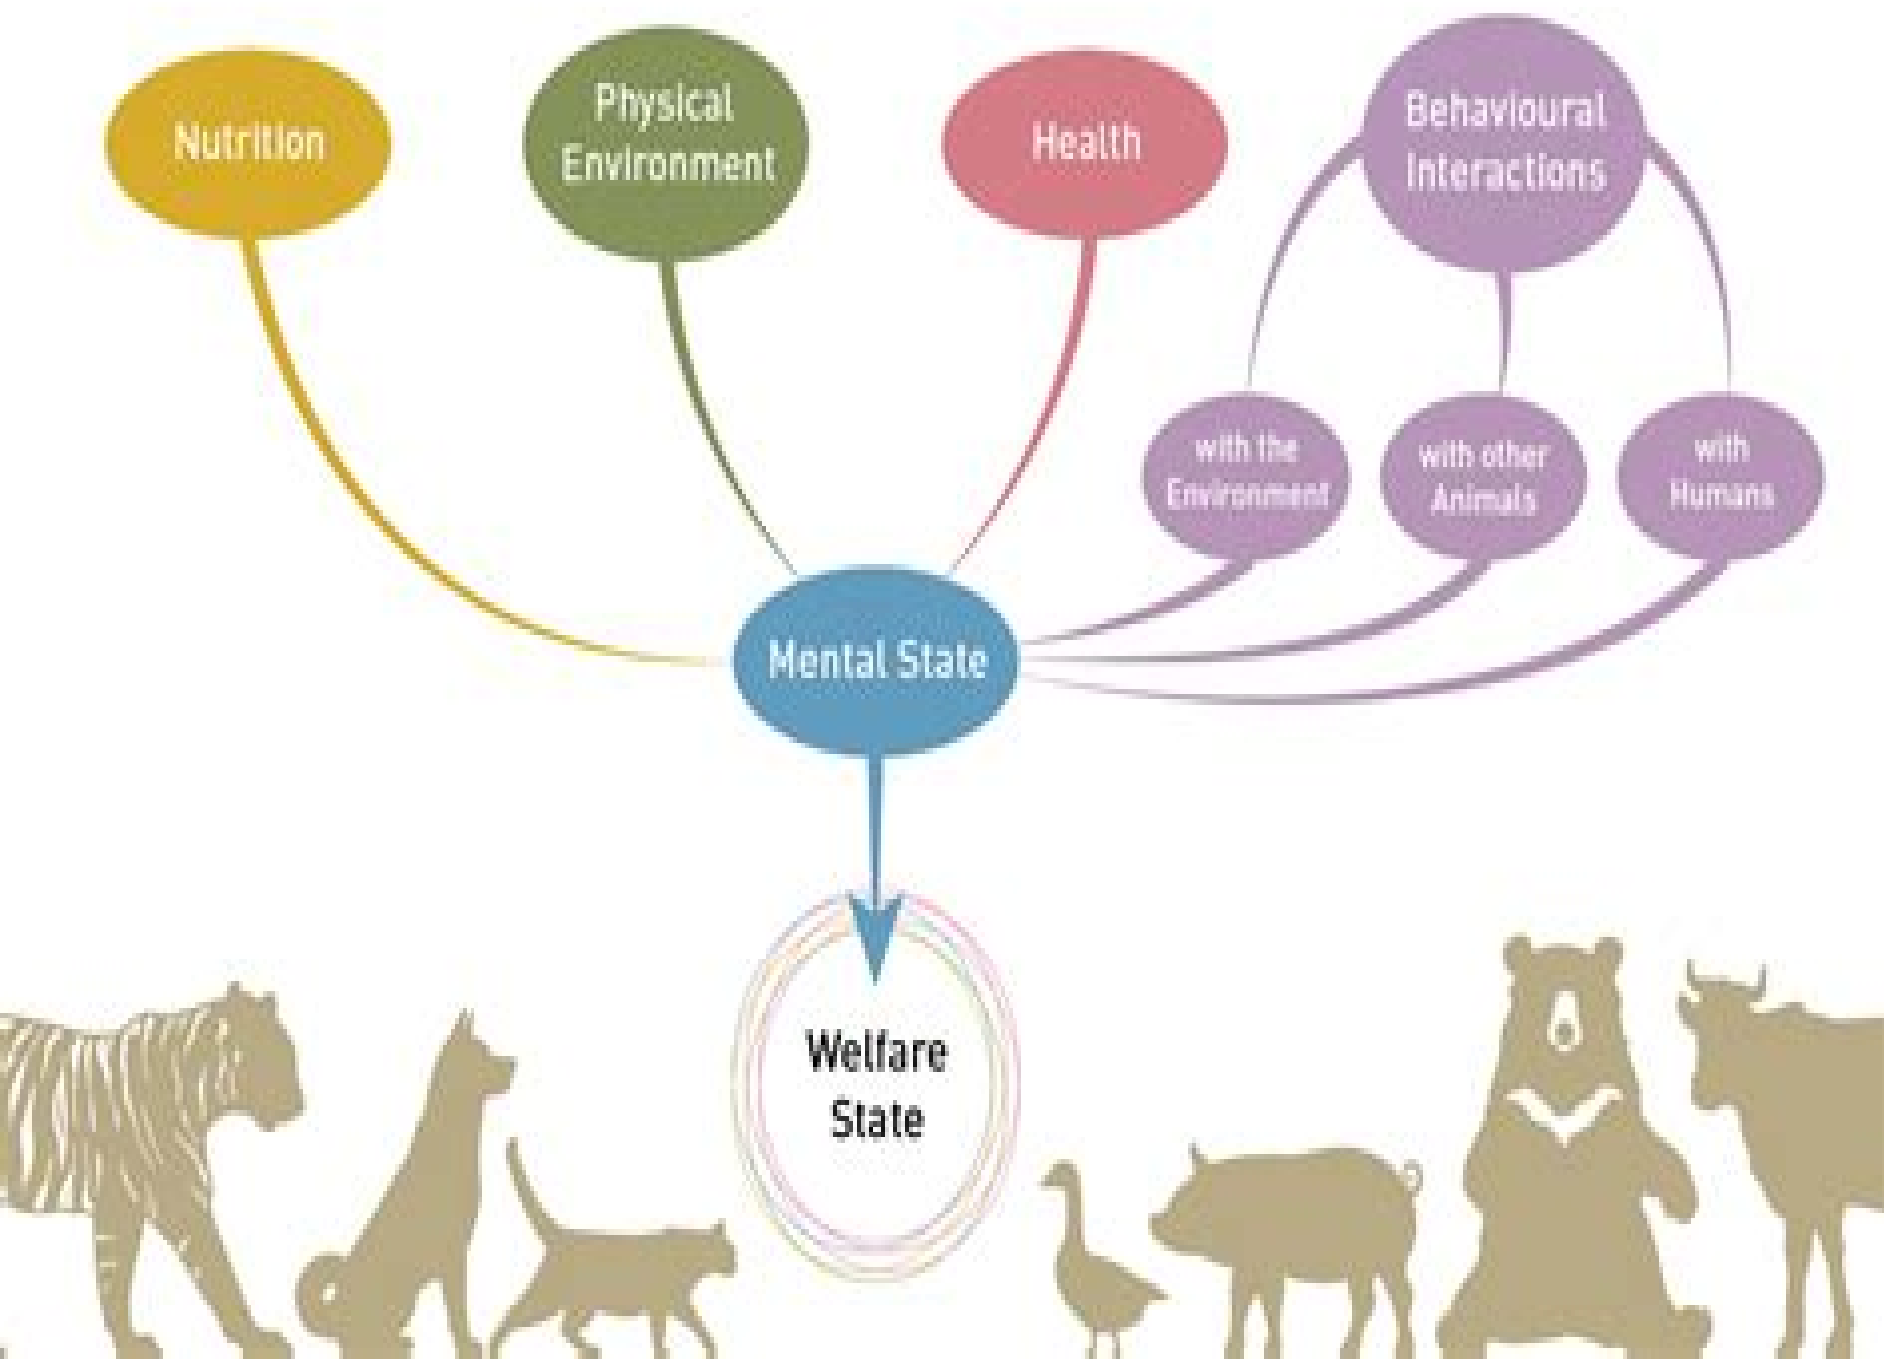 Nutrition
Physical
Environment
Health
Behavioural
Interactions
with the
Environment
with other
Animals
with
Humans
Mental State
Welfare
State